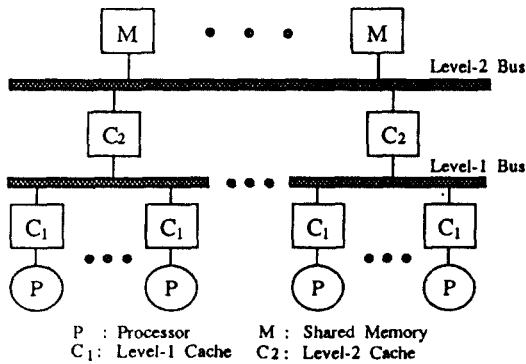 M M
Level-2 Bus
C₂ C₂
Level-1 Bus
C₁ C₁ C₁ C₁
P P P P
P : Processor M : Shared Memory
C₁: Level-1 Cache C₂: Level-2 Cache